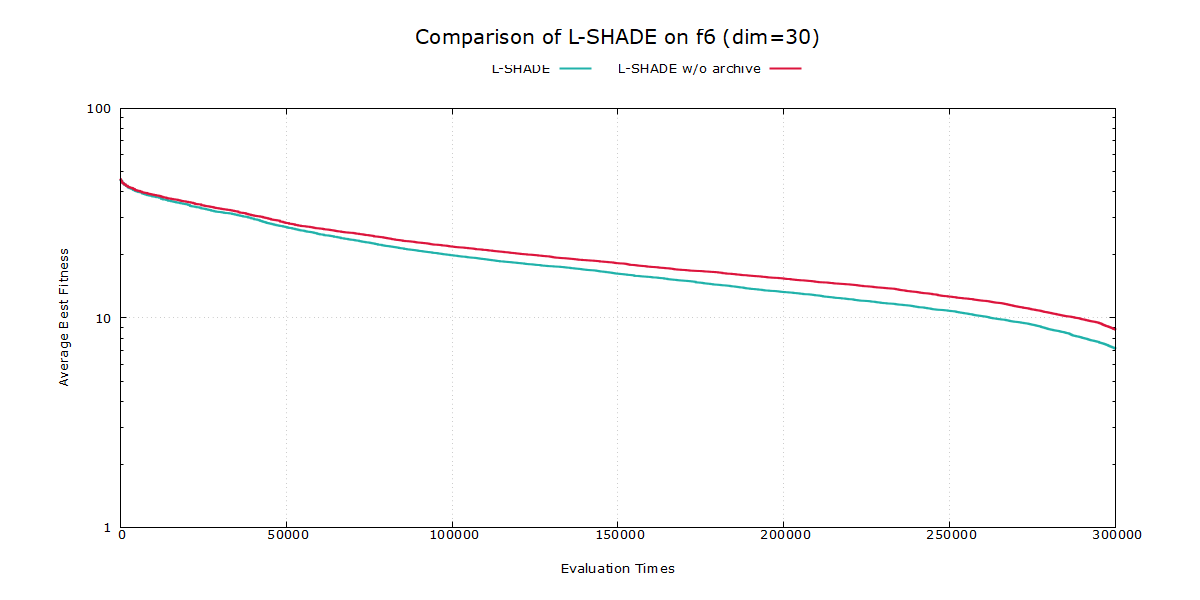 Comparison of L-SHADE on f6 (dim=30)
L-SHADE L-SHADE w/o archive
100
10
1
Average Best Fitness
0 50000 100000 150000 200000 250000 300000
Evaluation Times